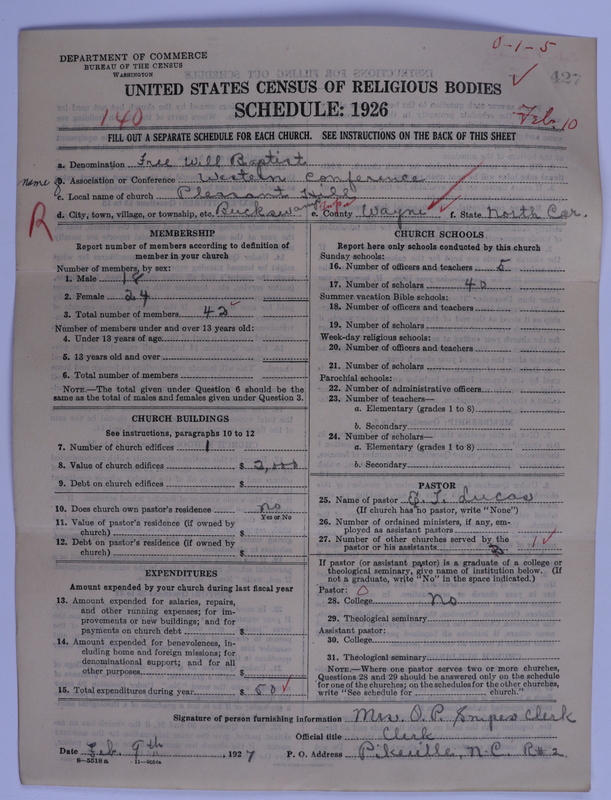 0-1-5
DEPARTMENT OF COMMERCE
BUREAU OF THE CENSUS
WASHINGTON
427
UNITED STATES CENSUS OF RELIGIOUS BODIES
SCHEDULE: 1926
140
Feb. 10
FILL OUT A SEPARATE SCHEDULE FOR EACH CHURCH. SEE INSTRUCTIONS ON THE BACK OF THIS SHEET
a. Denomination Free Will Baptist
name of
b. Association or Conference Western Conference
c. Local name of church Pleasant Hill
R
d. City, town, village, or township, etc. e. County Wayne f. State North Car.
MEMBERSHIP
Report number of members according to definition of
member in your church
Number of members, by sex:
1. Male 18
2. Female 24
3. Total number of members 42
Number of members under and over 13 years old:
4. Under 13 years of age
5. 13 years old and over
6. Total number of members
NOTE.—The total given under Question 6 should be the
same as the total of males and females given under Question 3.
CHURCH BUILDINGS
See instructions, paragraphs 10 to 12
7. Number of church edifices 1
8. Value of church edifices $ 2,000
9. Debt on church edifices $
10. Does church own pastor's residence no
Yes or No
11. Value of pastor's residence (if owned by
church) $
12. Debt on pastor's residence (if owned by
church) $
EXPENDITURES
Amount expended by your church during last fiscal year
13. Amount expended for salaries, repairs,
and other running expenses; for im-
provements or new buildings; and for
payments on church debt $
14. Amount expended for benevolences, in-
cluding home and foreign missions; for
denominational support; and for all
other purposes $
15. Total expenditures during year $ 50
CHURCH SCHOOLS
Report here only schools conducted by this church
Sunday schools:
16. Number of officers and teachers 5
17. Number of scholars 40
Summer vacation Bible schools:
18. Number of officers and teachers
19. Number of scholars
Week-day religious schools:
20. Number of officers and teachers
21. Number of scholars
Parochial schools:
22. Number of administrative officers
23. Number of teachers—
a. Elementary (grades 1 to 8)
b. Secondary
24. Number of scholars—
a. Elementary (grades 1 to 8)
b. Secondary
PASTOR
25. Name of pastor E. T. Lucas
(If church has no pastor, write "None")
26. Number of ordained ministers, if any, em-
ployed as assistant pastors
27. Number of other churches served by the
pastor or his assistants 3 1
If pastor (or assistant pastor) is a graduate of a college or
theological seminary, give name of institution below. (If
not a graduate, write "No" in the space indicated.)
Pastor: 0
28. College No
29. Theological seminary
Assistant pastor:
30. College
31. Theological seminary
NOTE.—Where one pastor serves two or more churches,
Questions 28 and 29 should be answered only on the schedule
for one of the churches; on the schedules for the other churches,
write "See schedule for church."
Signature of person furnishing information Mrs. O. P. Snipes Clerk
Official title Clerk
Date Feb. 9th, 1927 P. O. Address Pikeville, N.C. R#2
8-5518 a